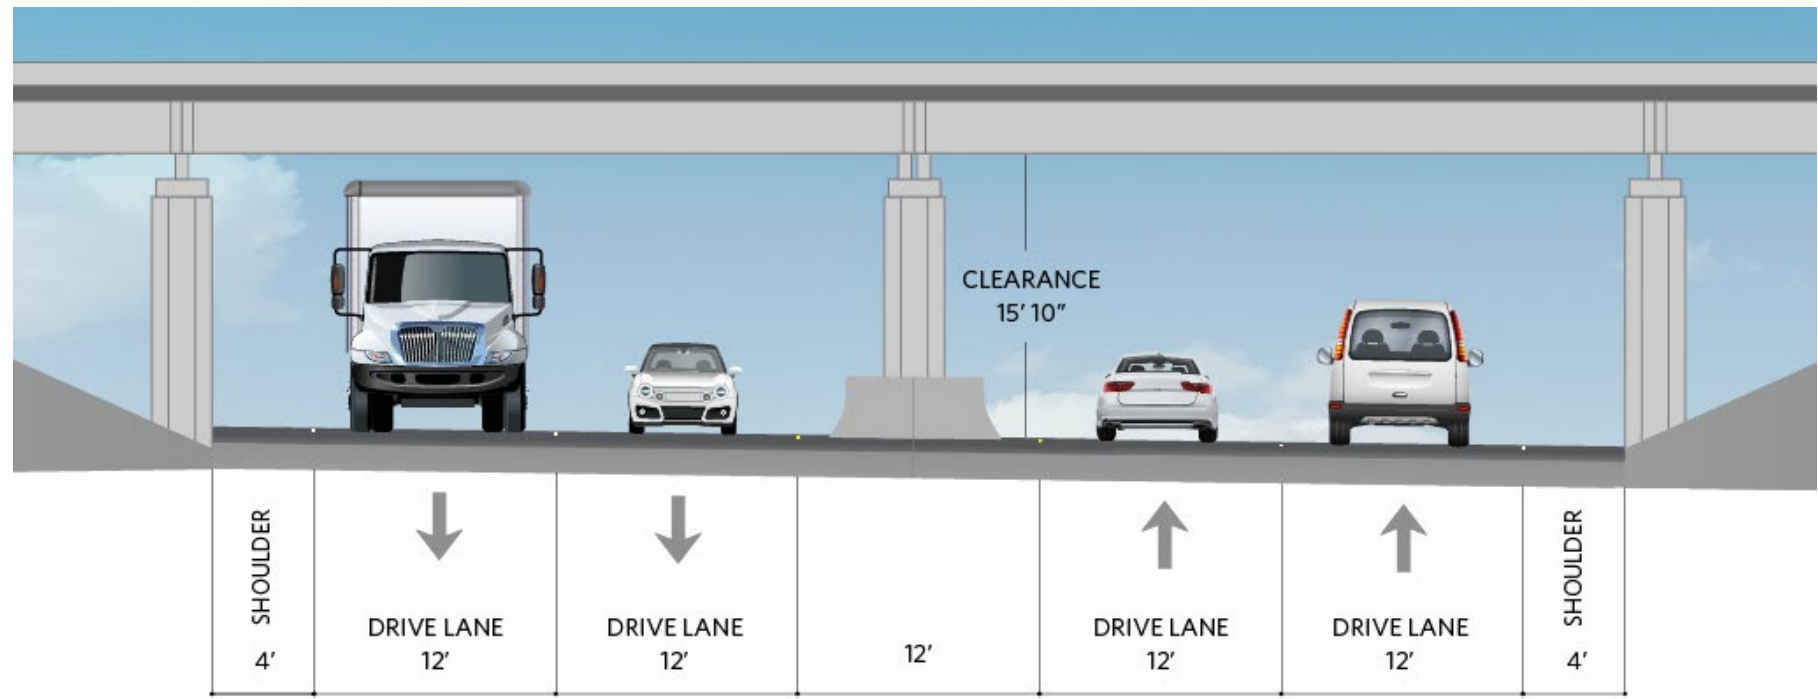 CLEARANCE
15' 10"
SHOULDER
4'
DRIVE LANE
12'
DRIVE LANE
12'
12'
DRIVE LANE
12'
DRIVE LANE
12'
SHOULDER
4'